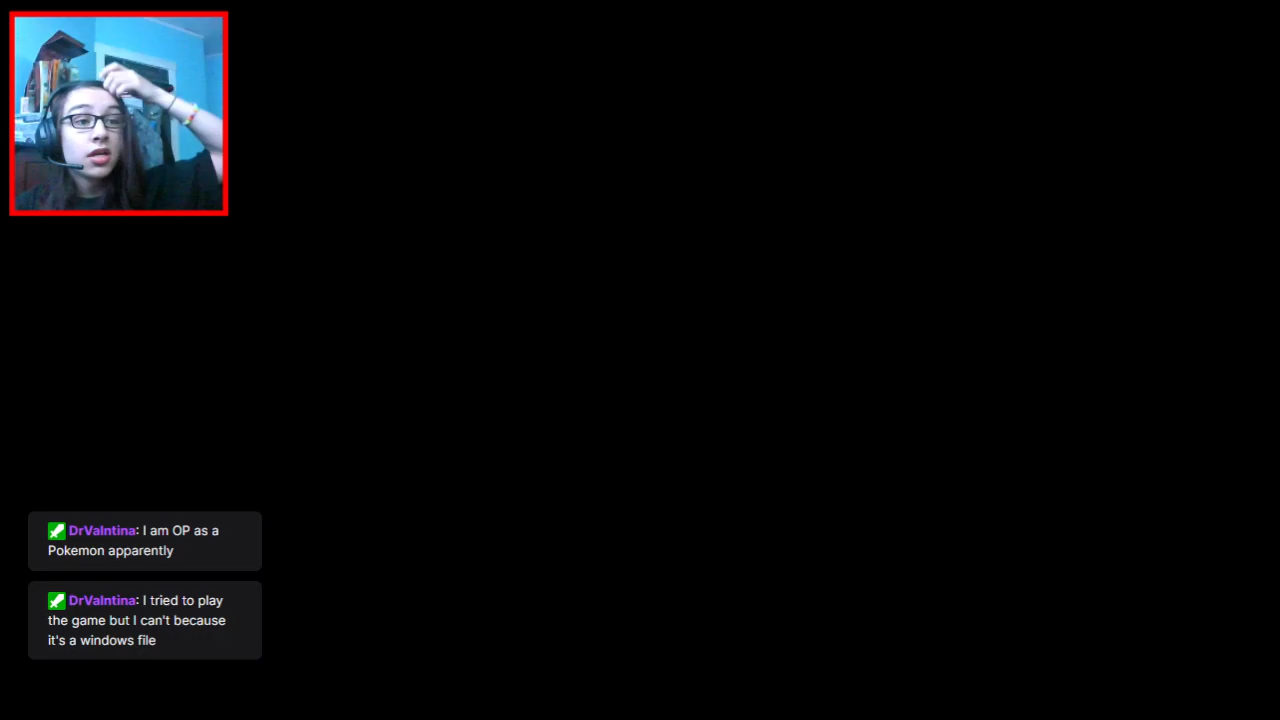 DrValntina: I am OP as a
Pokemon apparently
DrValntina: I tried to play
the game but I can't because
it's a windows file